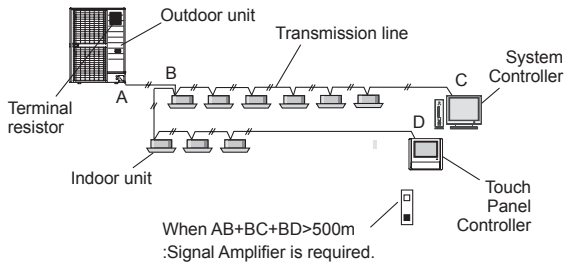 Outdoor unit
Transmission line
System
Controller
A
B
C
Terminal
resistor
D
Indoor unit
Touch
Panel
Controller
When AB+BC+BD>500m
:Signal Amplifier is required.